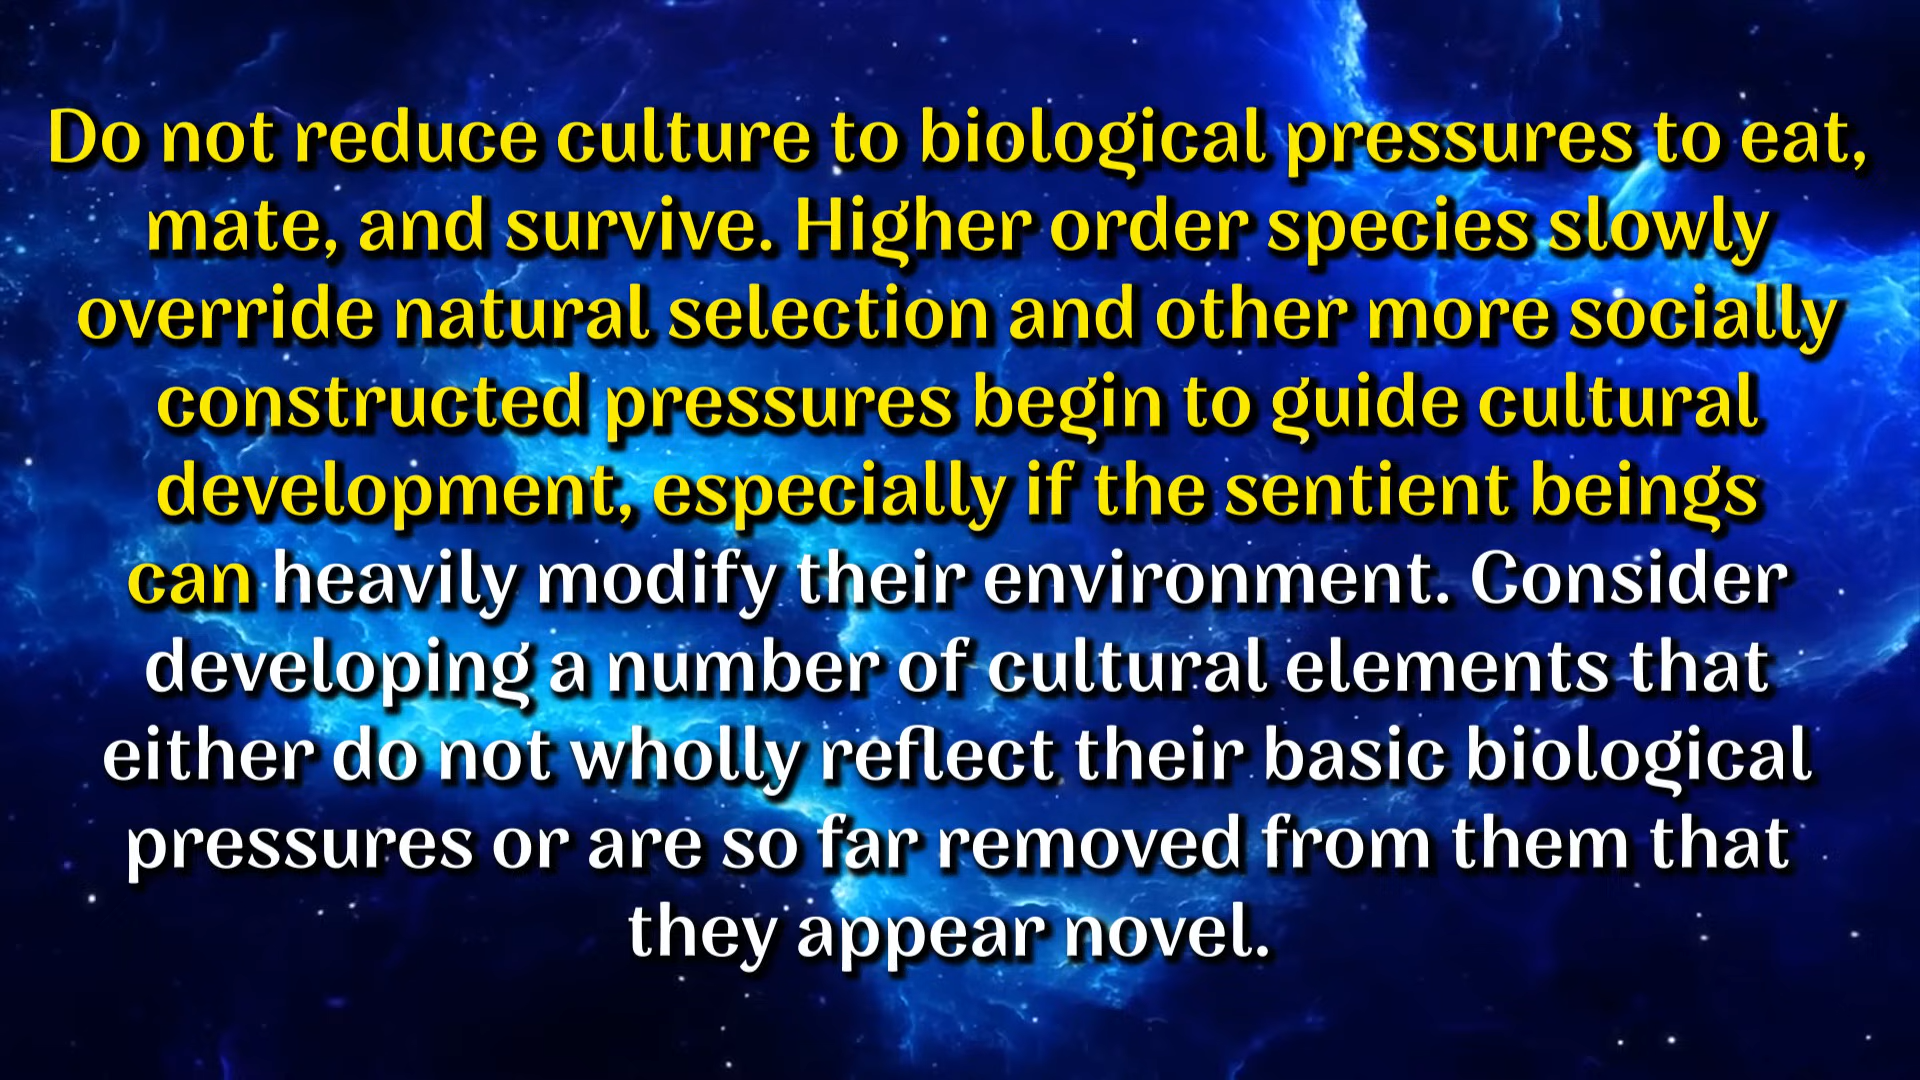 Do not reduce culture to biological pressures to eat,
mate, and survive. Higher order species slowly
override natural selection and other more socially
constructed pressures begin to guide cultural
development, especially if the sentient beings
can heavily modify their environment. Consider
developing a number of cultural elements that
either do not wholly reflect their basic biological
pressures or are so far removed from them that
they appear novel.